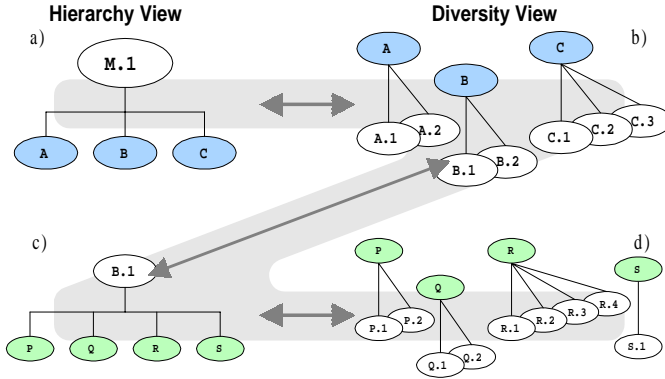 Hierarchy View
Diversity View
a)
M.1
A
B
C
b)
A
B
C
A.1
A.2
B.1
B.2
C.1
C.2
C.3
c)
B.1
P
Q
R
S
d)
P
Q
R
S
P.1
P.2
Q.1
Q.2
R.1
R.2
R.3
R.4
S.1